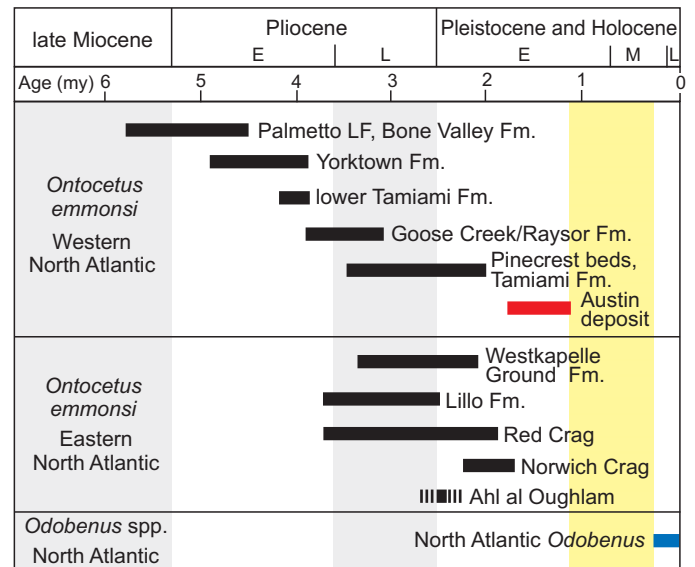 late Miocene
Pliocene
Pleistocene and Holocene
E
L
E
M
L
Age (my) 6
5
4
3
2
1
0
Ontocetus
emmonsi
Western
North Atlantic
Palmetto LF, Bone Valley Fm.
Yorktown Fm.
lower Tamiami Fm.
Goose Creek/Raysor Fm.
Pinecrest beds,
Tamiami Fm.
Austin
deposit
Ontocetus
emmonsi
Eastern
North Atlantic
Westkapelle
Ground Fm.
Lillo Fm.
Red Crag
Norwich Crag
Ahl al Oughlam
Odobenus spp.
North Atlantic
North Atlantic Odobenus